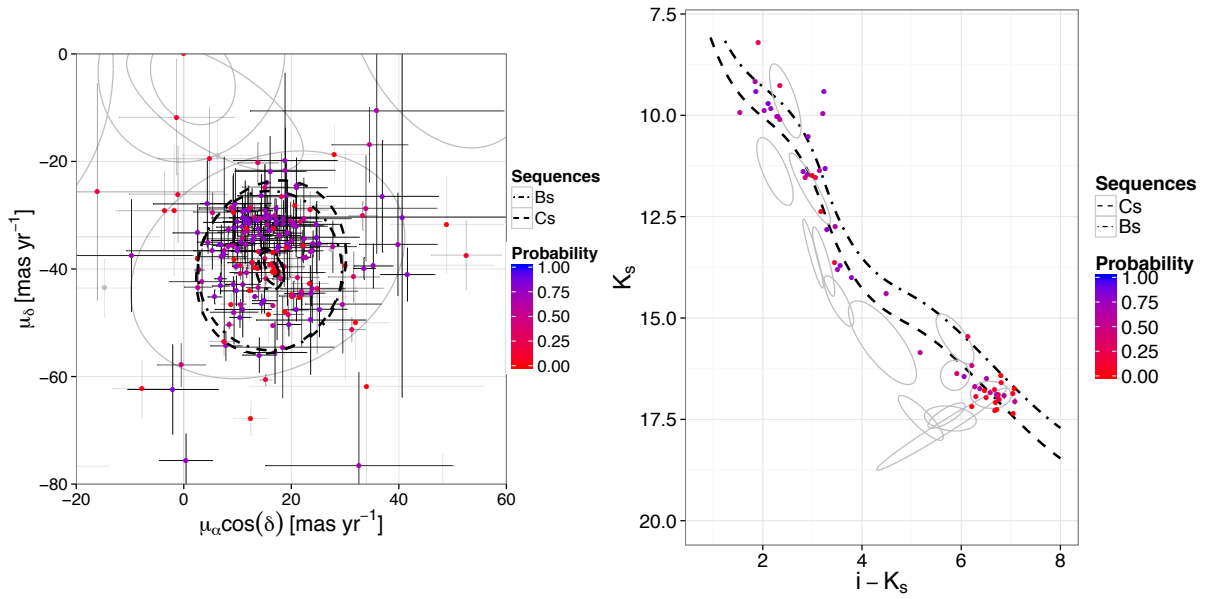 0
−20
−40
−60
−80
μδ [mas yr⁻¹]
−20
0
20
40
60
μαcos(δ) [mas yr⁻¹]
Sequences
Bs
Cs
Probability
1.00
0.75
0.50
0.25
0.00
7.5
10.0
12.5
15.0
17.5
20.0
Ks
2
4
6
8
i − Ks
Sequences
Cs
Bs
Probability
1.00
0.75
0.50
0.25
0.00